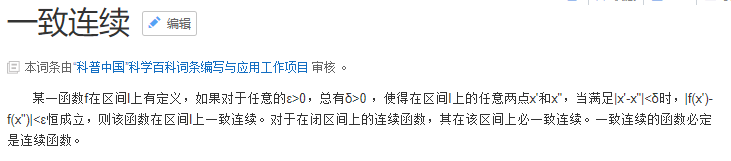 一致连续 编辑
本词条由“科普中国”科学百科词条编写与应用工作项目 审核 。
某一函数f在区间I上有定义，如果对于任意的ε>0，总有δ>0 ，使得在区间I上的任意两点x'和x"，当满足|x'-x"|<δ时，|f(x')-
f(x")|<ε恒成立，则该函数在区间I上一致连续。对于在闭区间上的连续函数，其在该区间上必一致连续。一致连续的函数必定
是连续函数。